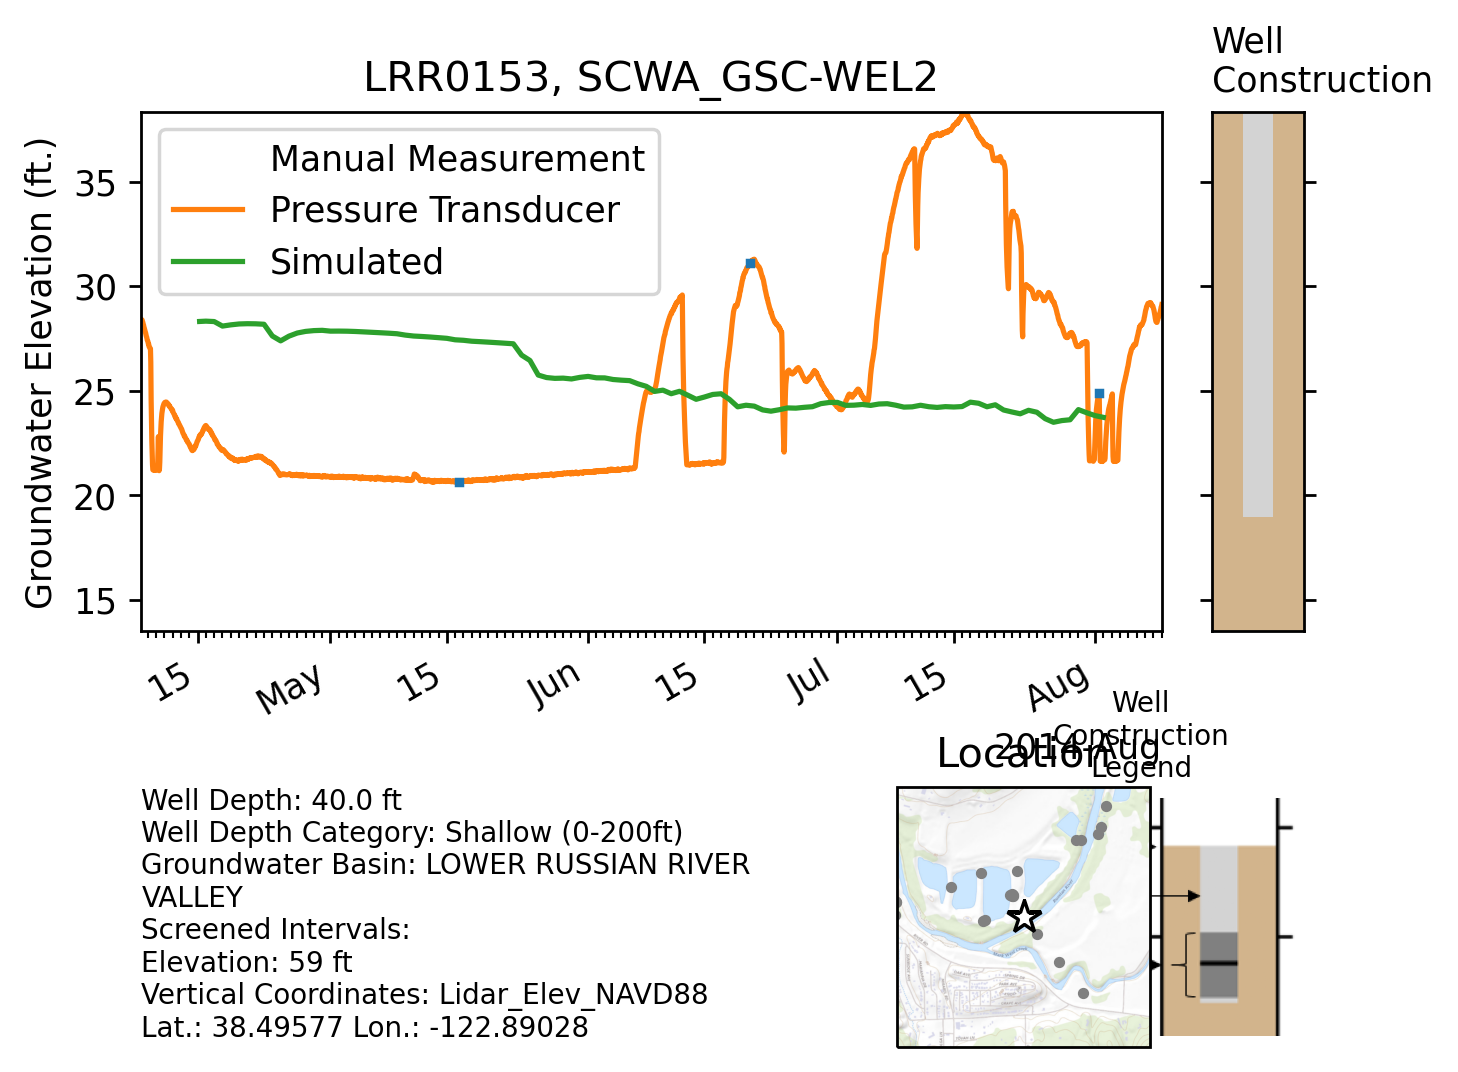 Well
Construction
LRR0153, SCWA_GSC-WEL2
Groundwater Elevation (ft.)
35
30
25
20
15
Manual Measurement
Pressure Transducer
Simulated
15
May
15
Jun
15
Jul
15
Aug
2014-Aug
Well
Construction
Legend
Location
Well Depth: 40.0 ft
Well Depth Category: Shallow (0-200ft)
Groundwater Basin: LOWER RUSSIAN RIVER
VALLEY
Screened Intervals:
Elevation: 59 ft
Vertical Coordinates: Lidar_Elev_NAVD88
Lat.: 38.49577 Lon.: -122.89028